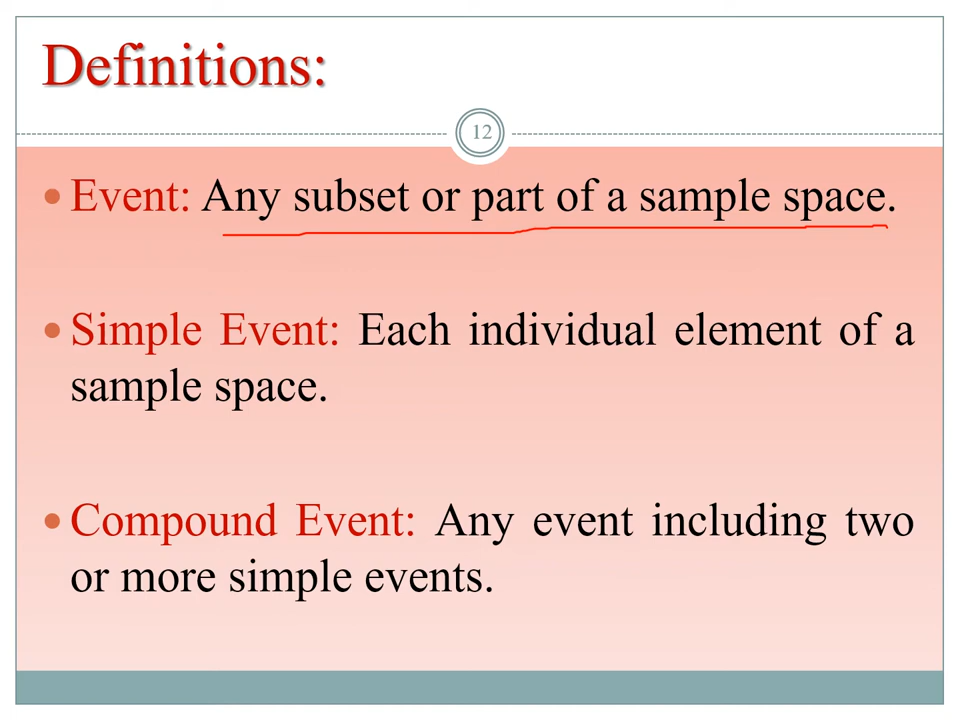 Definitions:
12
• Event: Any subset or part of a sample space.
• Simple Event: Each individual element of a
sample space.
• Compound Event: Any event including two
or more simple events.